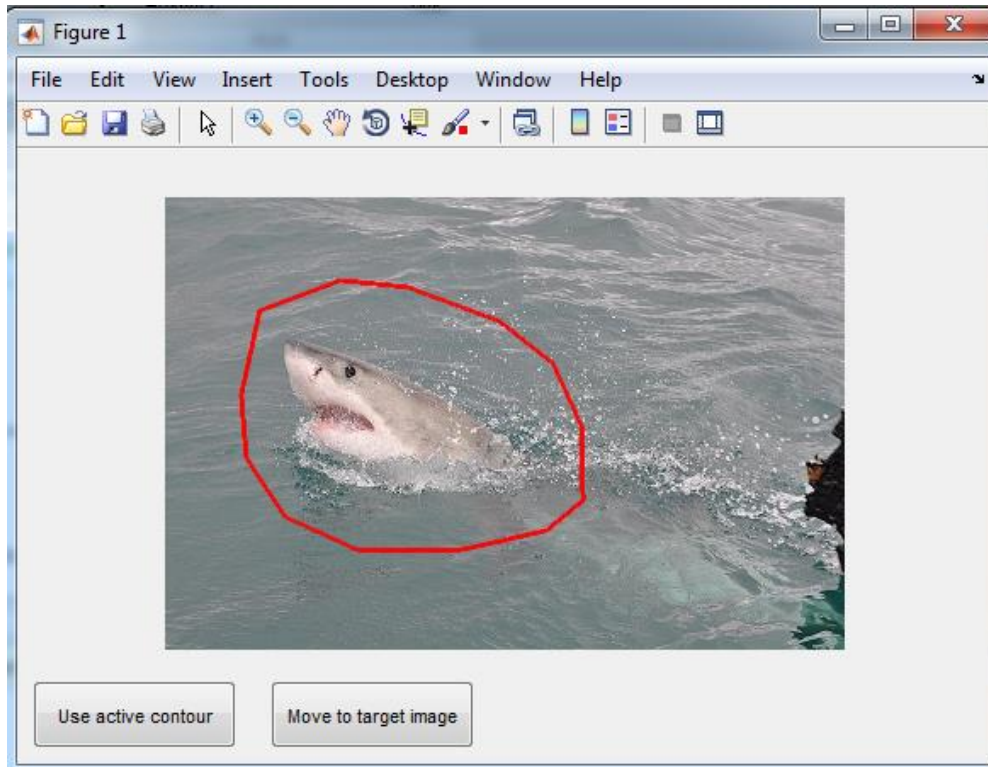 Figure 1
File Edit View Insert Tools Desktop Window Help
Use active contour Move to target image